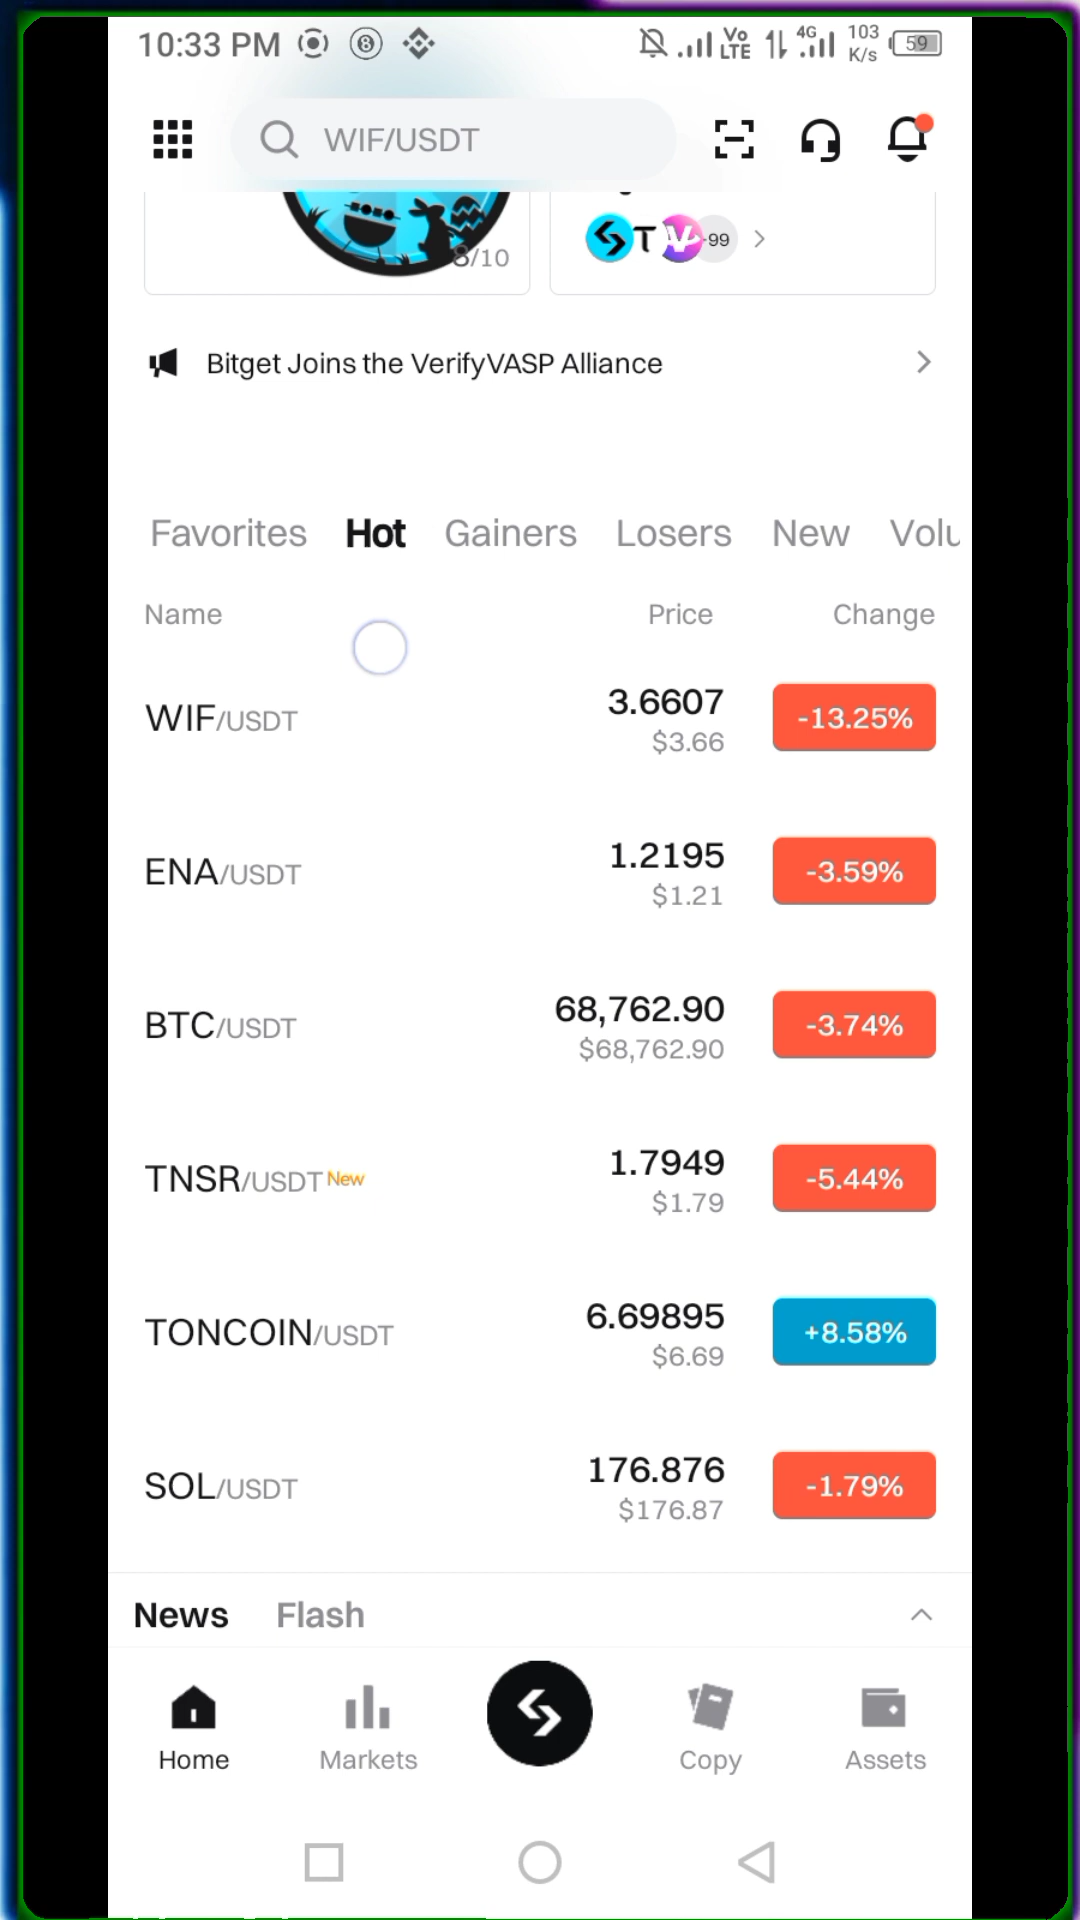 10:33 PM VoLTE 4G 103 K/s 59
WIF/USDT
8/10
T -99
Bitget Joins the VerifyVASP Alliance
Favorites Hot Gainers Losers New Volu
Name Price Change
WIF/USDT 3.6607 -13.25%
$3.66
ENA/USDT 1.2195 -3.59%
$1.21
BTC/USDT 68,762.90 -3.74%
$68,762.90
TNSR/USDT New 1.7949 -5.44%
$1.79
TONCOIN/USDT 6.69895 +8.58%
$6.69
SOL/USDT 176.876 -1.79%
$176.87
News Flash
Home Markets Copy Assets